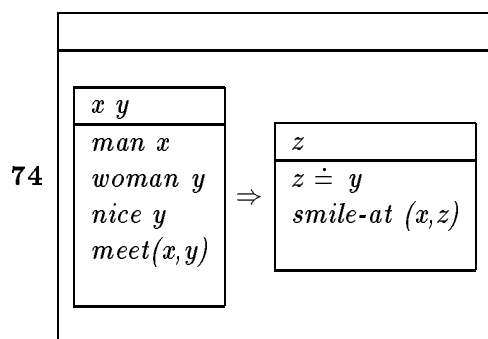 x y
man x
woman y
nice y
meet(x,y)
74
⇒
z
z ≐ y
smile-at (x,z)